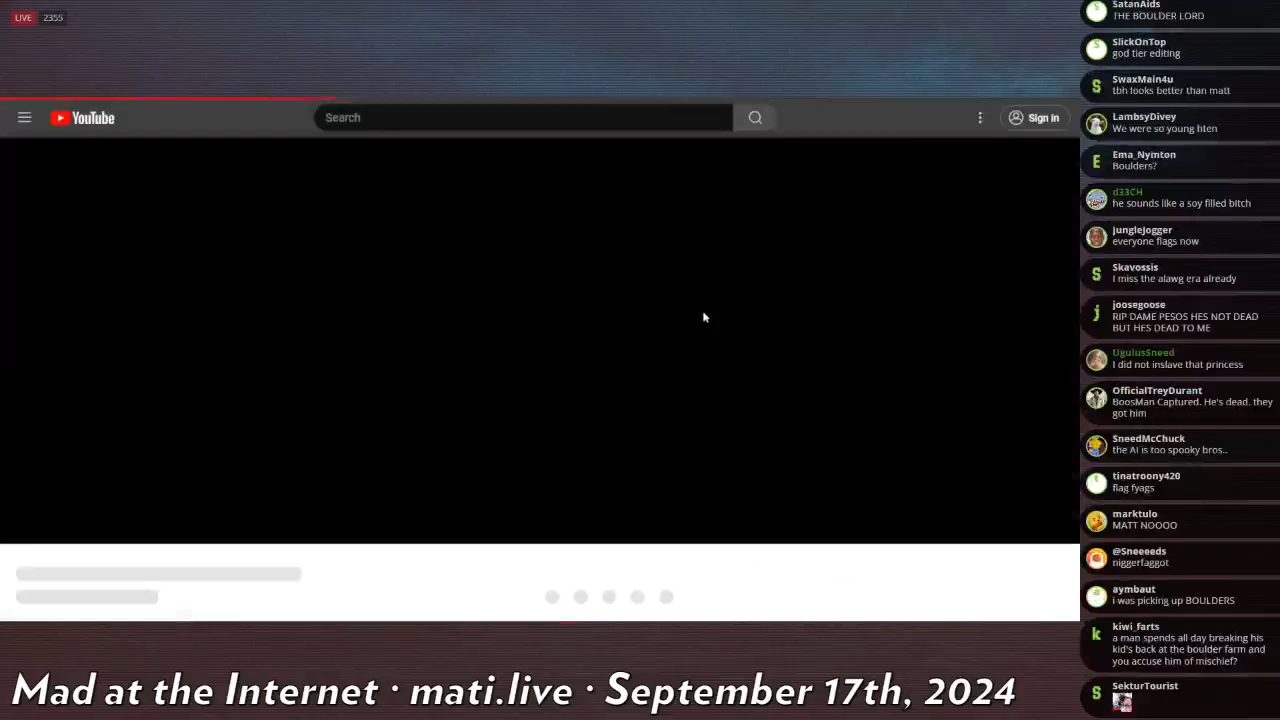 LIVE 2355
YouTube
Search
Sign in
SatanAids
THE BOULDER LORD
SlickOnTop
god tier editing
SwaxMain4u
tbh looks better than matt
LambsyDivey
We were so young hten
Ema_Nymton
Boulders?
d33CH
he sounds like a soy filled bitch
JungleJogger
everyone flags now
Skavossis
I miss the alawg era already
joosegoose
RIP DAME PESOS HES NOT DEAD
BUT HES DEAD TO ME
UgulusSneed
I did not inslave that princess
OfficialTreyDurant
BoosMan Captured. He's dead. they
got him
SneedMcChuck
the AI is too spooky bros..
tinatroony420
flag fyags
marktulo
MATT NOOOO
@Sneeeeds
niggerfaggot
aymbaut
i was picking up BOULDERS
kiwi_farts
a man spends all day breaking his
kid's back at the boulder farm and
you accuse him of mischief?
SekturTourist
Mad at the Internet · mati.live · September 17th, 2024